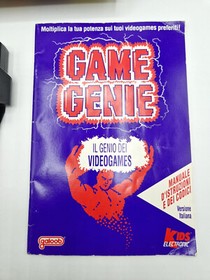 Moltiplica la tua potenza sui tuoi videogames preferiti!
GAME
GENIE
IL GENIO DEI
VIDEOGAMES
MANUALE
D'ISTRUZIONI
E DEI CODICI
Versione
Italiana
galoob
KIDS
ELECTRONIC